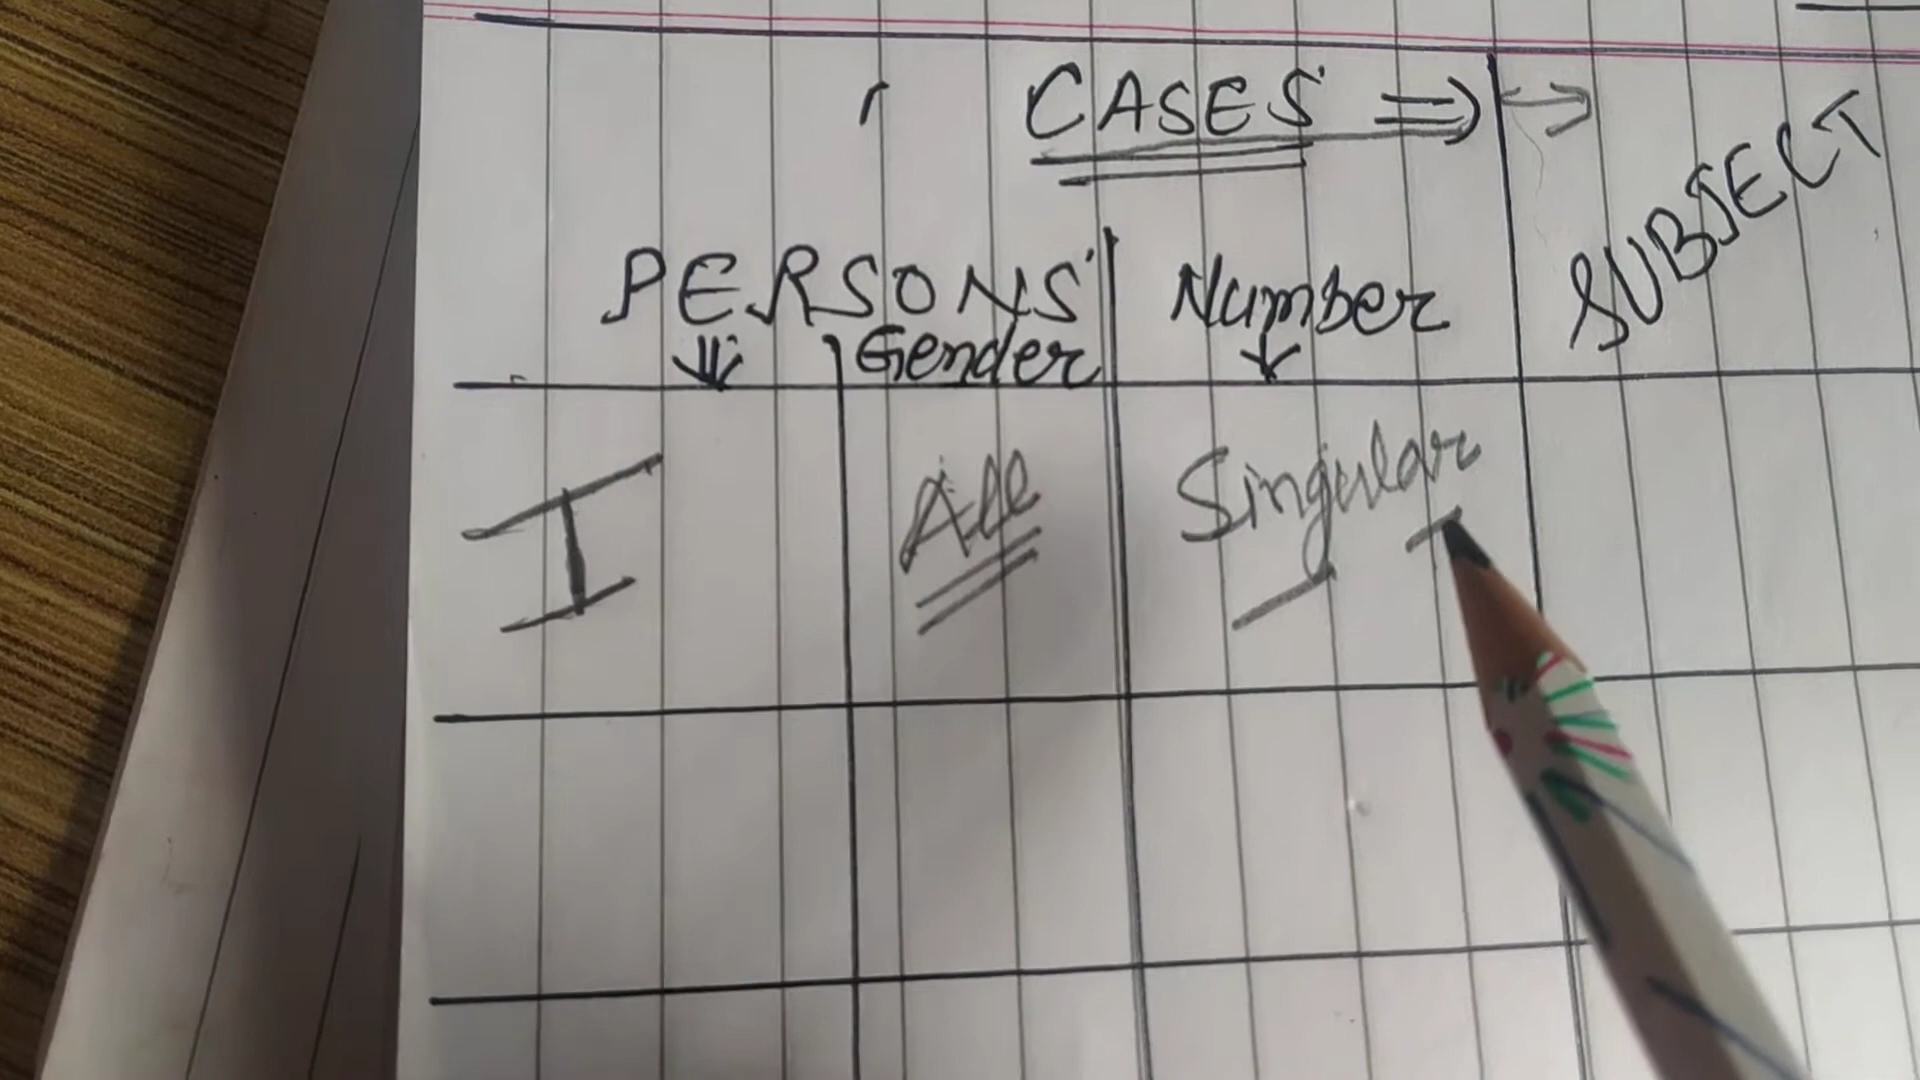 CASES ⇒
SUBJECT
PERSONS Number
Gender
I All Singular